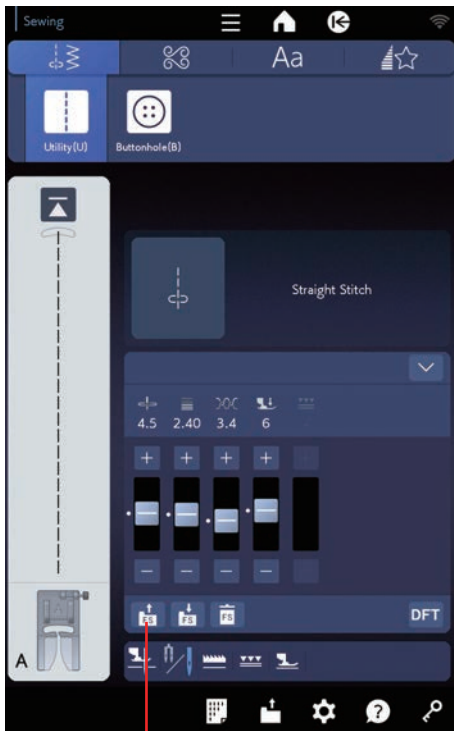 Sewing
Aa
Utility(U) Buttonhole(B)
Straight Stitch
4.5 2.40 3.4 6
+ + + +
− − − −
FS FS FS DFT
A